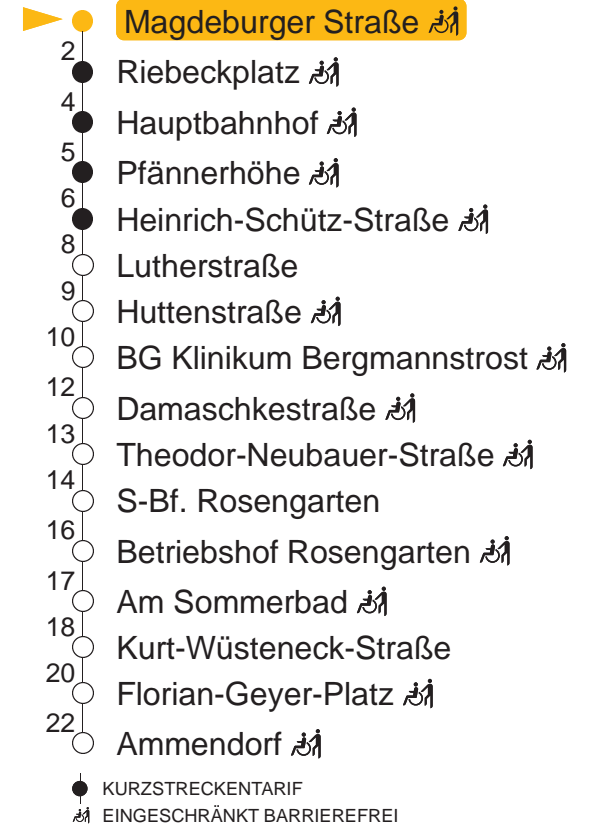 Magdeburger Straße
2
Riebeckplatz
4
Hauptbahnhof
5
Pfännerhöhe
6
Heinrich-Schütz-Straße
8
Lutherstraße
9
Huttenstraße
10
BG Klinikum Bergmannstrost
12
Damaschkestraße
13
Theodor-Neubauer-Straße
14
S-Bf. Rosengarten
16
Betriebshof Rosengarten
17
Am Sommerbad
18
Kurt-Wüsteneck-Straße
20
Florian-Geyer-Platz
22
Ammendorf
KURZSTRECKENTARIF
EINGESCHRÄNKT BARRIEREFREI